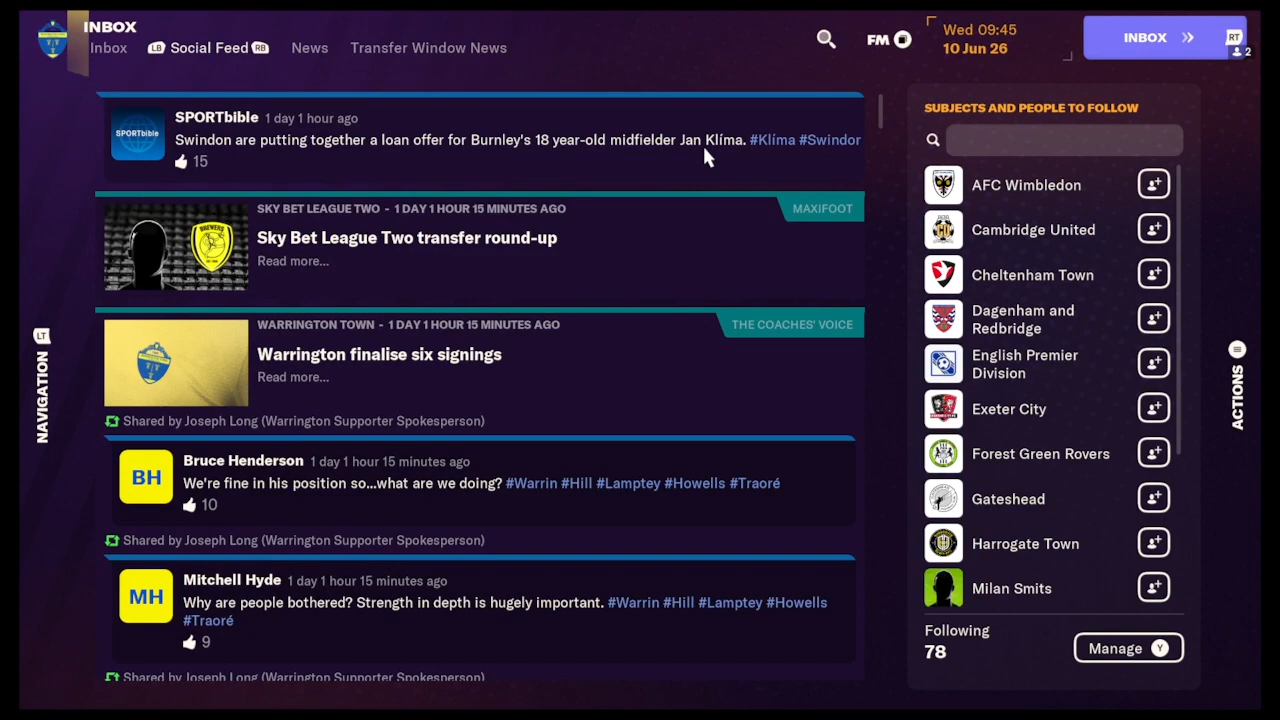 INBOX
Inbox
LB Social Feed RB
News
Transfer Window News
FM
Wed 09:45
10 Jun 26
INBOX
RT
2
SPORTbible
SPORTbible 1 day 1 hour ago
Swindon are putting together a loan offer for Burnley's 18 year-old midfielder Jan Klíma. #Klíma #Swindor
15
SKY BET LEAGUE TWO - 1 DAY 1 HOUR 15 MINUTES AGO
MAXIFOOT
Sky Bet League Two transfer round-up
Read more...
WARRINGTON TOWN - 1 DAY 1 HOUR 15 MINUTES AGO
THE COACHES' VOICE
Warrington finalise six signings
Read more...
Shared by Joseph Long (Warrington Supporter Spokesperson)
BH
Bruce Henderson 1 day 1 hour 15 minutes ago
We're fine in his position so...what are we doing? #Warrin #Hill #Lamptey #Howells #Traoré
10
Shared by Joseph Long (Warrington Supporter Spokesperson)
MH
Mitchell Hyde 1 day 1 hour 15 minutes ago
Why are people bothered? Strength in depth is hugely important. #Warrin #Hill #Lamptey #Howells
#Traoré
9
Shared by Joseph Long (Warrington Supporter Spokesperson)
SUBJECTS AND PEOPLE TO FOLLOW
AFC Wimbledon
Cambridge United
Cheltenham Town
Dagenham and
Redbridge
English Premier
Division
Exeter City
Forest Green Rovers
Gateshead
Harrogate Town
Milan Smits
Following
78
Manage Y
LT
NAVIGATION
ACTIONS